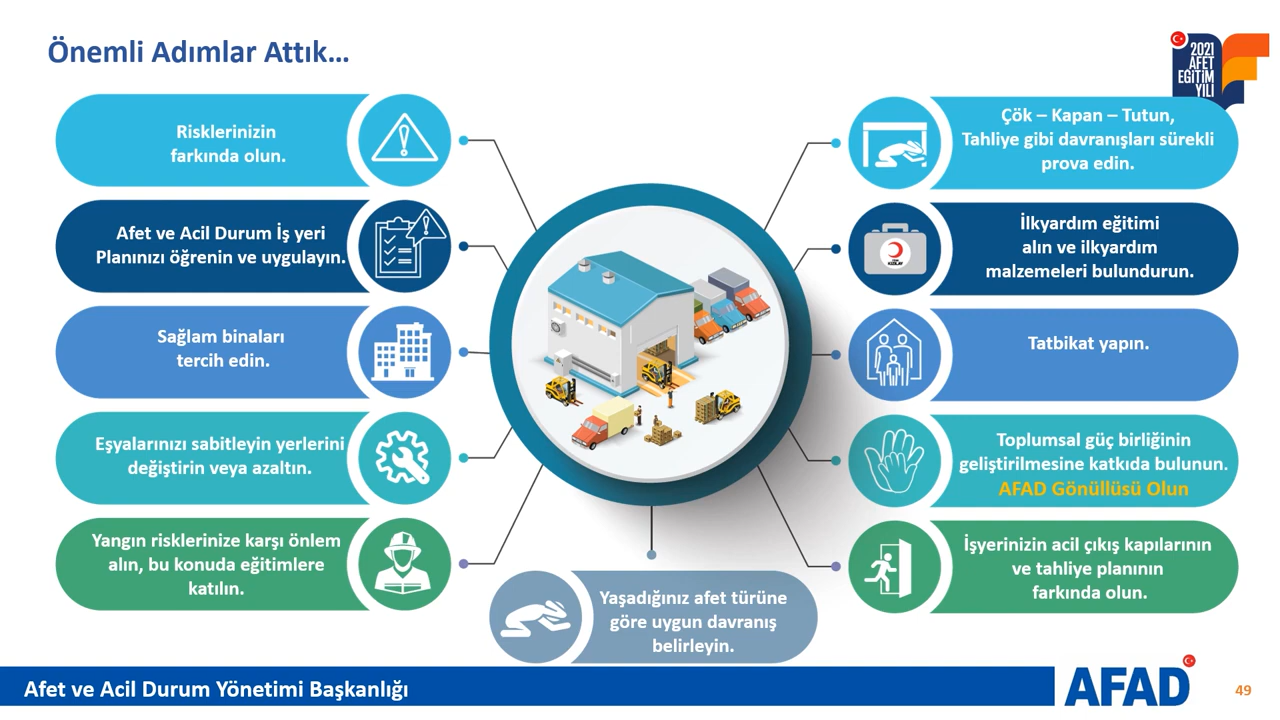 Önemli Adımlar Attık...
2021
AFET
EĞİTİM
YILI
Risklerinizin
farkında olun.
Afet ve Acil Durum İş yeri
Planınızı öğrenin ve uygulayın.
Sağlam binaları
tercih edin.
Eşyalarınızı sabitleyin yerlerini
değiştirin veya azaltın.
Yangın risklerinize karşı önlem
alın, bu konuda eğitimlere
katılın.
Yaşadığınız afet türüne
göre uygun davranış
belirleyin.
Çök – Kapan – Tutun,
Tahliye gibi davranışları sürekli
prova edin.
İlkyardım eğitimi
alın ve ilkyardım
malzemeleri bulundurun.
Tatbikat yapın.
Toplumsal güç birliğinin
geliştirilmesine katkıda bulunun.
AFAD Gönüllüsü Olun
İşyerinizin acil çıkış kapılarının
ve tahliye planının
farkında olun.
Afet ve Acil Durum Yönetimi Başkanlığı
AFAD
49